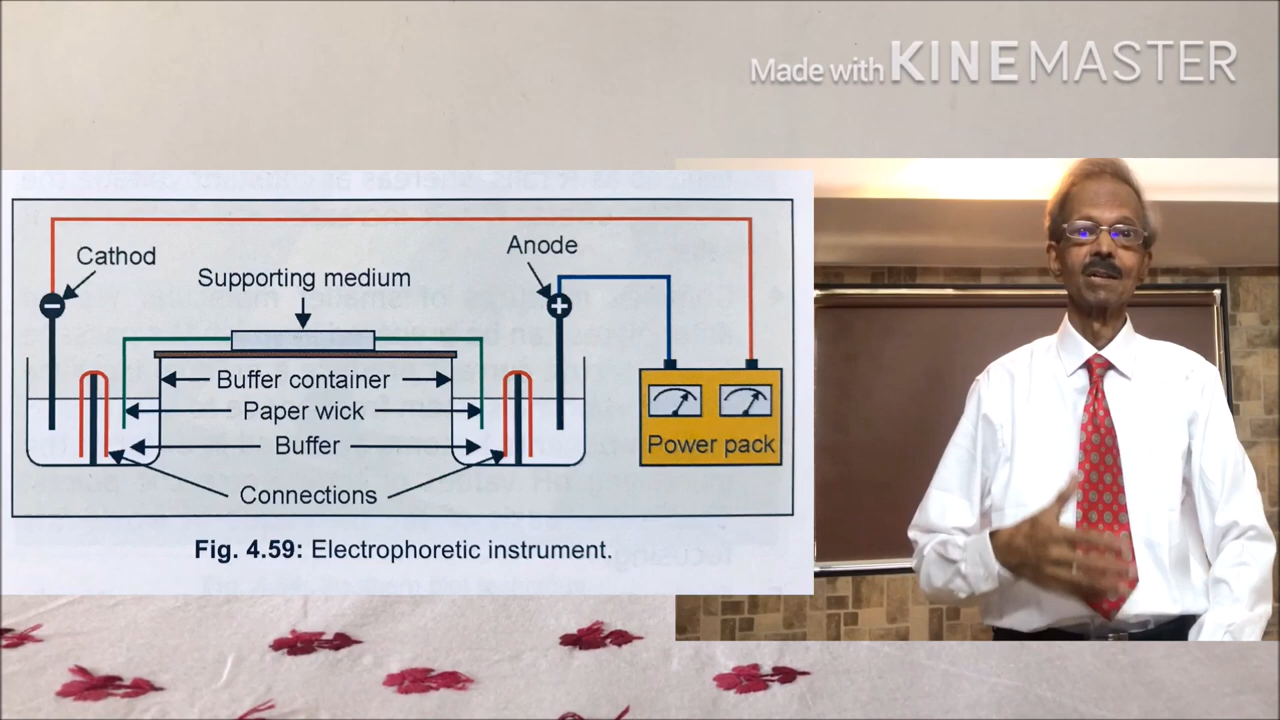 Made with KINEMASTER
Cathod
Anode
Supporting medium
Buffer container
Paper wick
Buffer
Connections
Power pack
Fig. 4.59: Electrophoretic instrument.